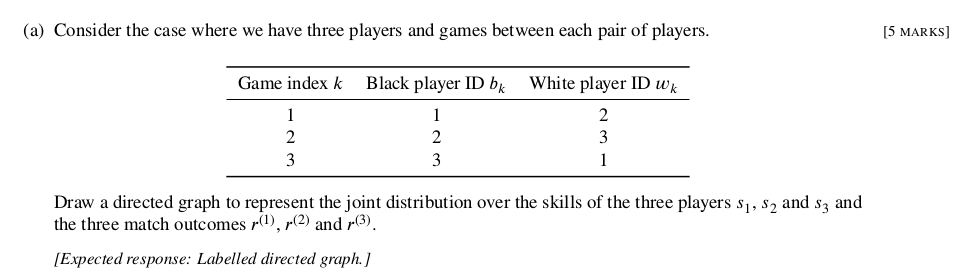 (a) Consider the case where we have three players and games between each pair of players. [5 MARKS]
Game index k Black player ID b_k White player ID w_k
1 1 2
2 2 3
3 3 1
Draw a directed graph to represent the joint distribution over the skills of the three players s_1, s_2 and s_3 and
the three match outcomes r^(1), r^(2) and r^(3).
[Expected response: Labelled directed graph.]